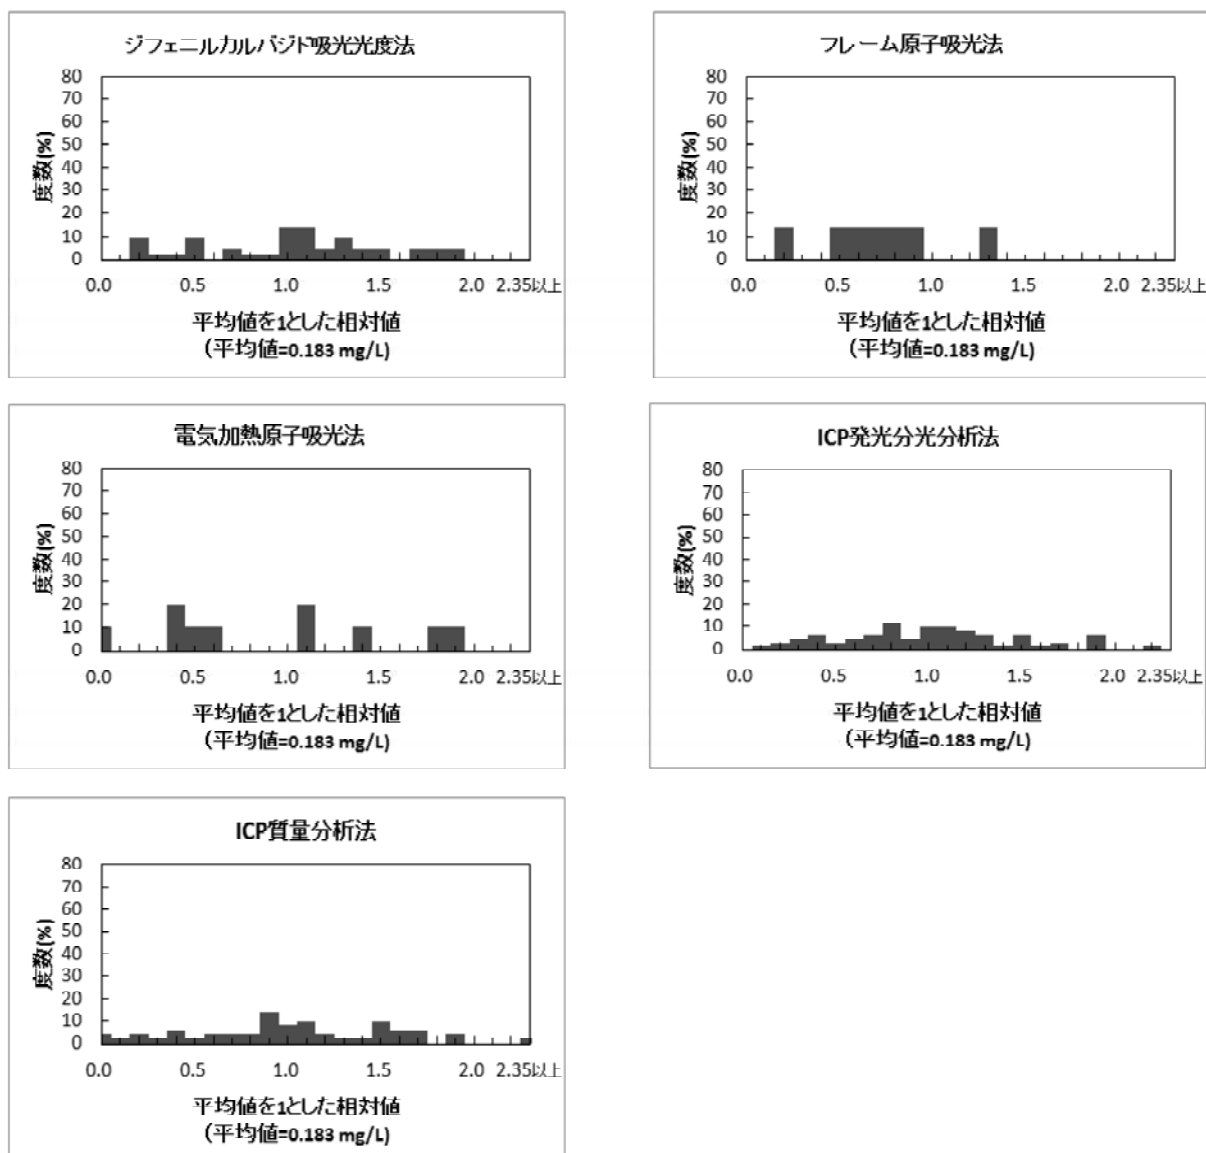 ジフェニルカルバジド吸光光度法
度数(%)
80
70
60
50
40
30
20
10
0
0.0 0.5 1.0 1.5 2.0 2.35以上
平均値を1とした相対値
(平均値=0.183 mg/L)
フレーム原子吸光法
度数(%)
80
70
60
50
40
30
20
10
0
0.0 0.5 1.0 1.5 2.0 2.35以上
平均値を1とした相対値
(平均値=0.183 mg/L)
電気加熱原子吸光法
度数(%)
80
70
60
50
40
30
20
10
0
0.0 0.5 1.0 1.5 2.0 2.35以上
平均値を1とした相対値
(平均値=0.183 mg/L)
ICP発光分光分析法
度数(%)
80
70
60
50
40
30
20
10
0
0.0 0.5 1.0 1.5 2.0 2.35以上
平均値を1とした相対値
(平均値=0.183 mg/L)
ICP質量分析法
度数(%)
80
70
60
50
40
30
20
10
0
0.0 0.5 1.0 1.5 2.0 2.35以上
平均値を1とした相対値
(平均値=0.183 mg/L)